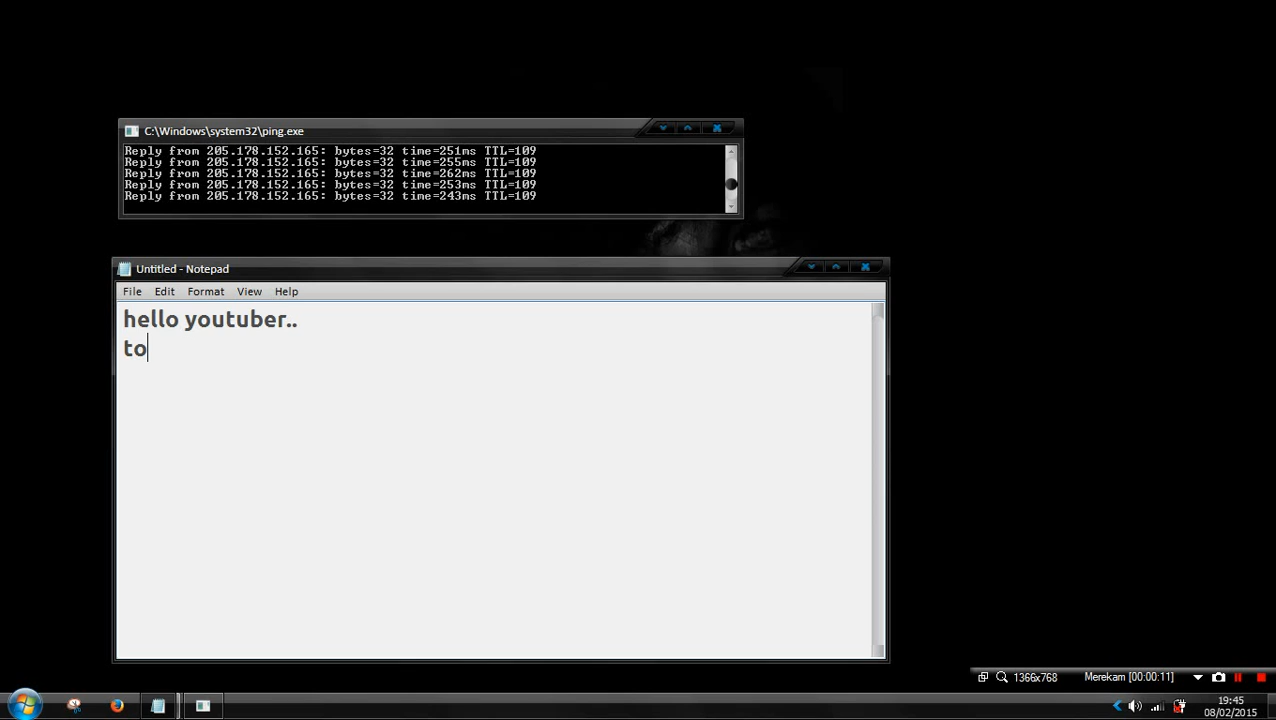 C:\Windows\system32\ping.exe
Reply from 205.178.152.165: bytes=32 time=251ms TTL=109
Reply from 205.178.152.165: bytes=32 time=255ms TTL=109
Reply from 205.178.152.165: bytes=32 time=262ms TTL=109
Reply from 205.178.152.165: bytes=32 time=253ms TTL=109
Reply from 205.178.152.165: bytes=32 time=243ms TTL=109
Untitled - Notepad
File Edit Format View Help
hello youtuber..
to
1366x768 Merekam [00:00:11]
19:45
08/02/2015